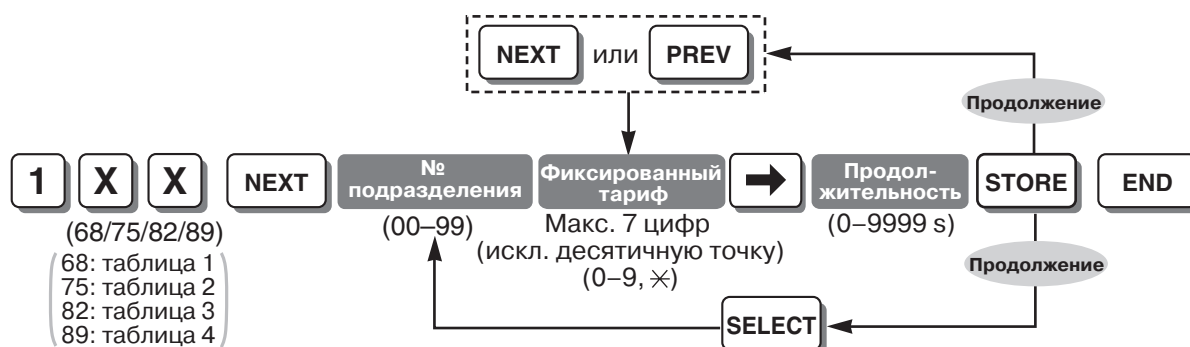 NEXT или PREV
Продолжение
1 X X NEXT № подразделения Фиксированный тариф Продол-жительность STORE END
(68/75/82/89)
(00–99)
Макс. 7 цифр
(искл. десятичную точку)
(0–9, ✳)
(0–9999 s)
68: таблица 1
75: таблица 2
82: таблица 3
89: таблица 4
Продолжение
SELECT